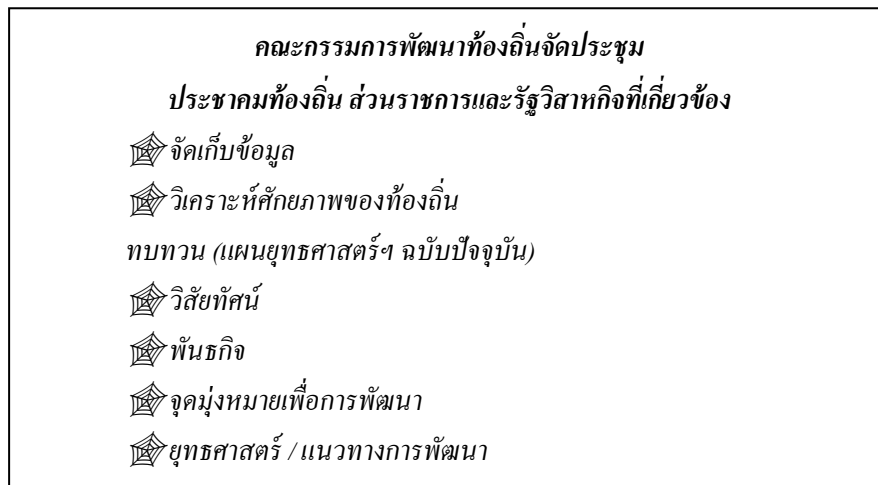 คณะกรรมการพัฒนาท้องถิ่นจัดประชุม
ประชาคมท้องถิ่น ส่วนราชการและรัฐวิสาหกิจที่เกี่ยวข้อง
จัดเก็บข้อมูล
วิเคราะห์ศักยภาพของท้องถิ่น
ทบทวน (แผนยุทธศาสตร์ฯ ฉบับปัจจุบัน)
วิสัยทัศน์
พันธกิจ
จุดมุ่งหมายเพื่อการพัฒนา
ยุทธศาสตร์ /แนวทางการพัฒนา